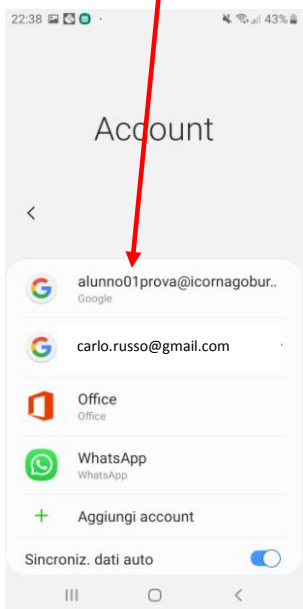 22:38 43%
Account
alunno01prova@icornagobur..
Google
carlo.russo@gmail.com
Office
Office
WhatsApp
WhatsApp
Aggiungi account
Sincroniz. dati auto